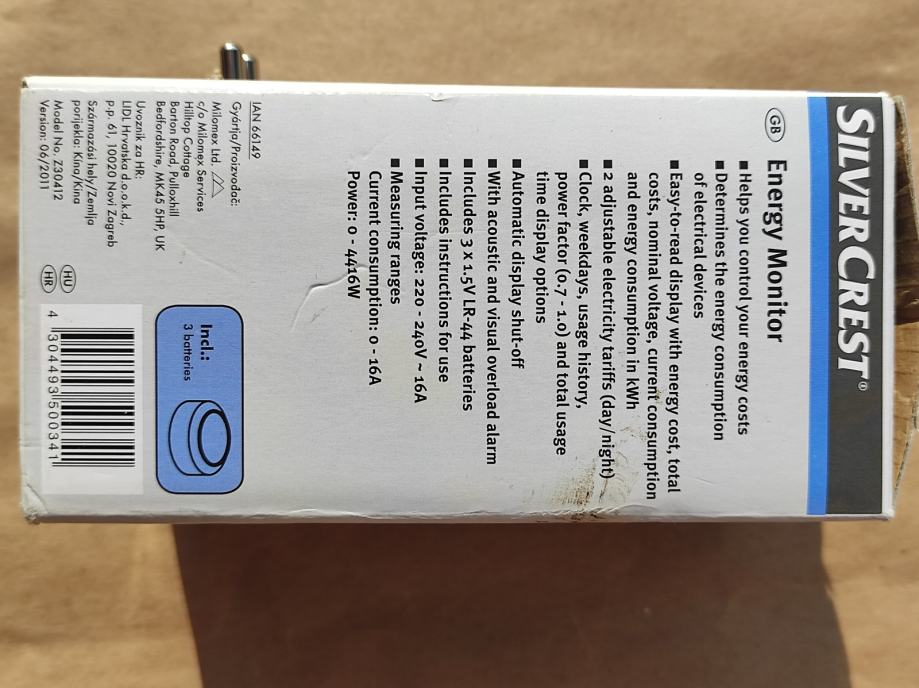 SILVERCREST®
GB
Energy Monitor
■ Helps you control your energy costs
■ Determines the energy consumption
of electrical devices
■ Easy-to-read display with energy cost, total
costs, nominal voltage, current consumption
and energy consumption in kWh
■ 2 adjustable electricity tariffs (day/night)
■ Clock, weekdays, usage history,
power factor (0.7 - 1.0) and total usage
time display options
■ Automatic display shut-off
■ With acoustic and visual overload alarm
■ Includes 3 X 1.5V LR-44 batteries
■ Includes instructions for use
■ Input voltage: 220 - 240V ~ 16A
■ Measuring ranges
Current consumption: 0 - 16A
Power: 0 - 4416W
IAN 66149
Gyártja/Proizvođač:
Milomex Ltd.
c/o Milomex Services
Hilltop Cottage
Barton Road, Pulloxhill
Bedfordshire, MK45 5HP, UK
Uvoznik za HR:
LIDL Hrvatska d.o.o.k.d.,
p.p. 61, 10020 Novi Zagreb
Származási hely/Zemlja
porijekla: Kína/Kina
Model No. Z30412
Version: 06/2011
HU
HR
Incl.:
3 batteries
4 304493 500341